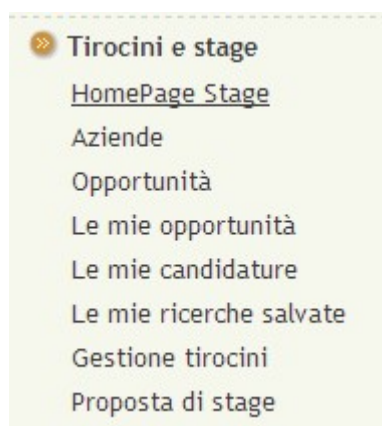 Tirocini e stage
HomePage Stage
Aziende
Opportunità
Le mie opportunità
Le mie candidature
Le mie ricerche salvate
Gestione tirocini
Proposta di stage